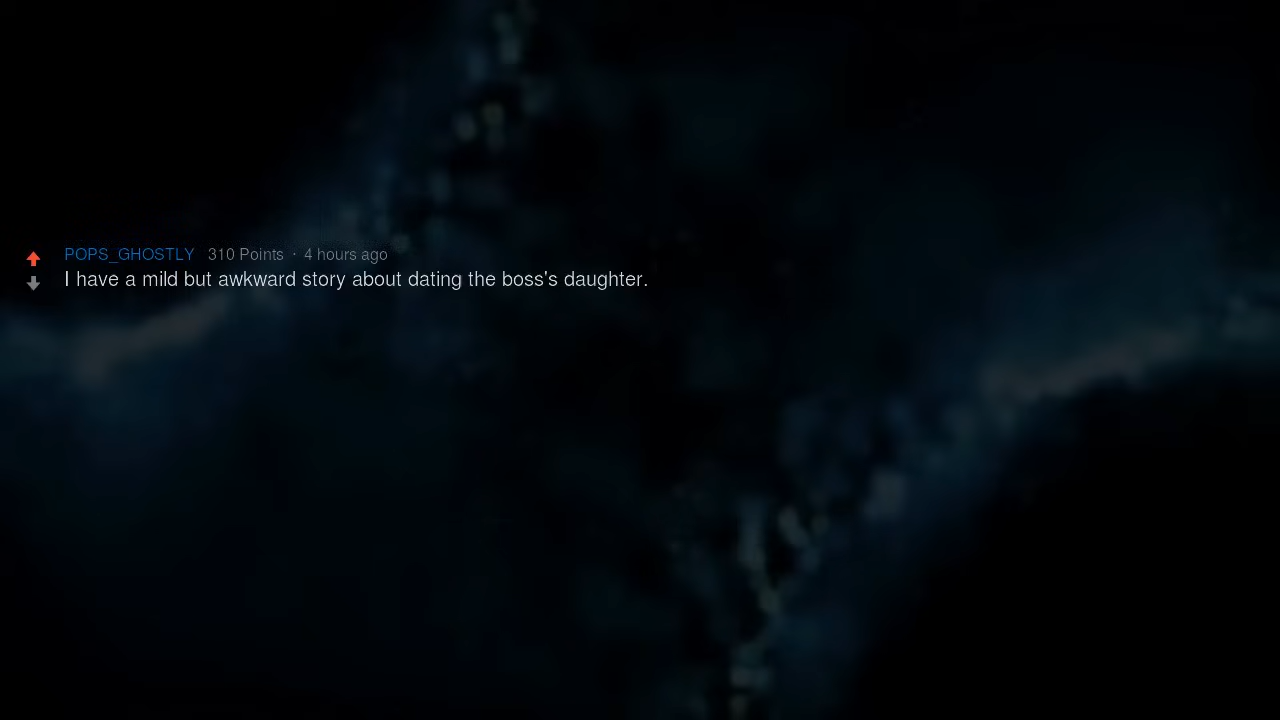 POPS_GHOSTLY 310 Points · 4 hours ago
I have a mild but awkward story about dating the boss's daughter.